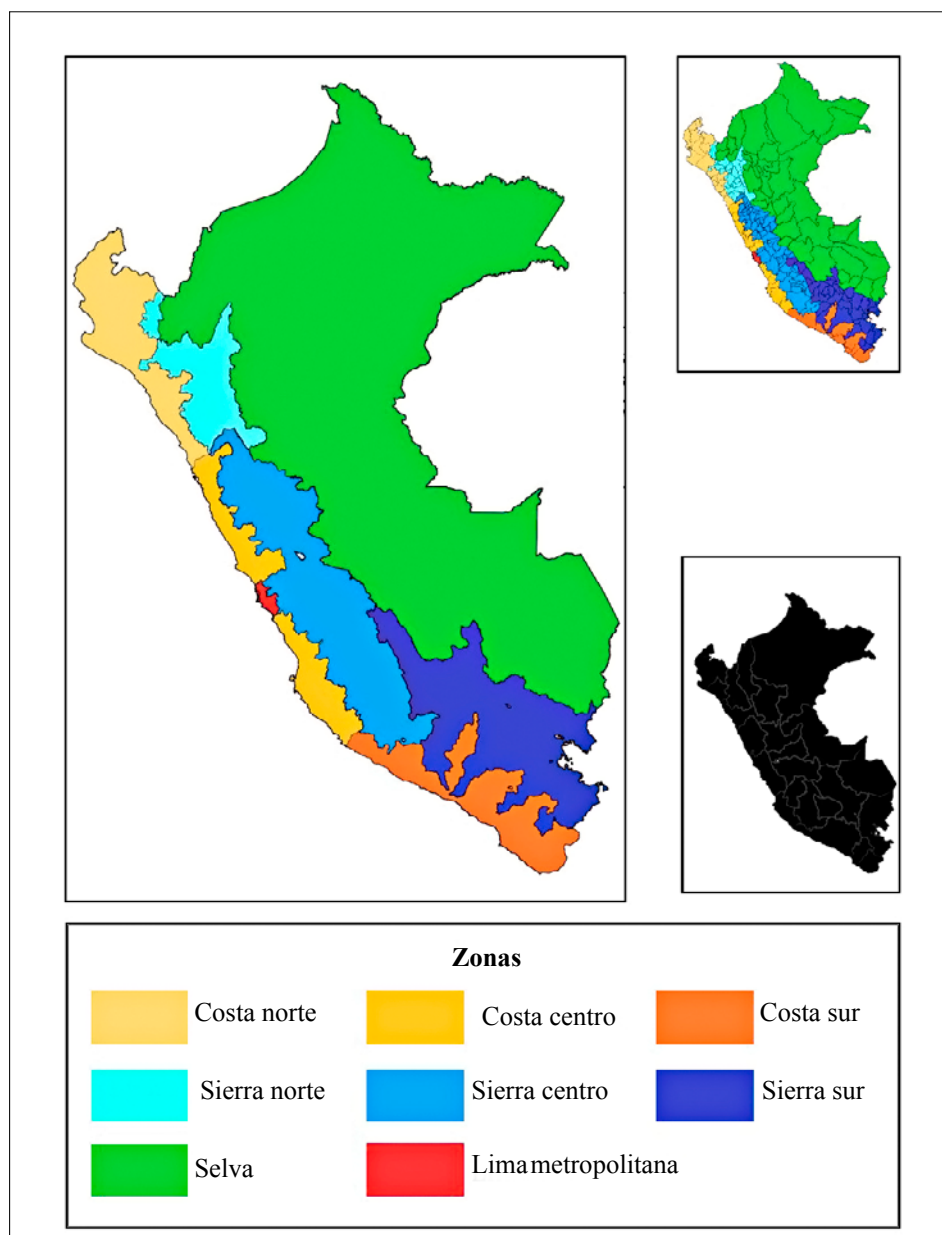 Zonas
Costa norte
Costa centro
Costa sur
Sierra norte
Sierra centro
Sierra sur
Selva
Lima metropolitana